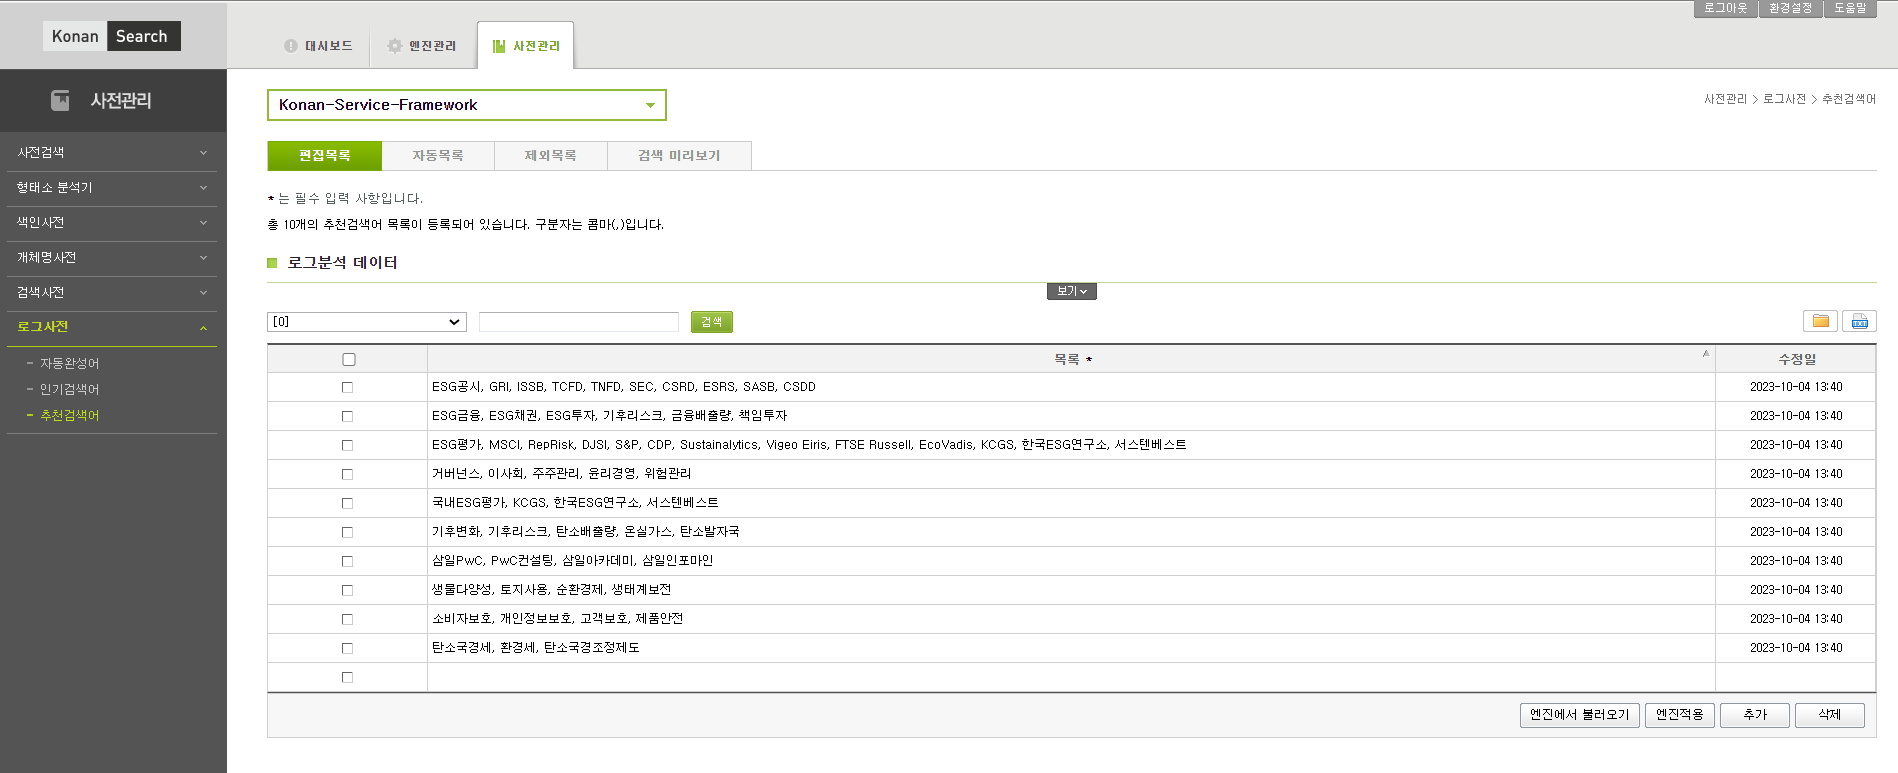 로그아웃 환경설정 도움말
Konan Search
대시보드 엔진관리 사전관리
사전관리
Konan-Service-Framework
사전관리 > 로그사전 > 추천검색어
사전검색
형태소 분석기
색인사전
개체명사전
검색사전
로그사전
- 자동완성어
- 인기검색어
- 추천검색어
편집목록 자동목록 제외목록 검색 미리보기
* 는 필수 입력 사항입니다.
총 10개의 추천검색어 목록이 등록되어 있습니다. 구분자는 콤마(,)입니다.
로그분석 데이터
보기
[0] 검색 TXT
목록 * 수정일
ESG공시, GRI, ISSB, TCFD, TNFD, SEC, CSRD, ESRS, SASB, CSDD 2023-10-04 13:40
ESG금융, ESG채권, ESG투자, 기후리스크, 금융배출량, 책임투자 2023-10-04 13:40
ESG평가, MSCI, RepRisk, DJSI, S&P, CDP, Sustainalytics, Vigeo Eiris, FTSE Russell, EcoVadis, KCGS, 한국ESG연구소, 서스텐베스트 2023-10-04 13:40
거버넌스, 이사회, 주주관리, 윤리경영, 위험관리 2023-10-04 13:40
국내ESG평가, KCGS, 한국ESG연구소, 서스텐베스트 2023-10-04 13:40
기후변화, 기후리스크, 탄소배출량, 온실가스, 탄소발자국 2023-10-04 13:40
삼일PwC, PwC컨설팅, 삼일아카데미, 삼일인포마인 2023-10-04 13:40
생물다양성, 토지사용, 순환경제, 생태계보전 2023-10-04 13:40
소비자보호, 개인정보보호, 고객보호, 제품안전 2023-10-04 13:40
탄소국경세, 환경세, 탄소국경조정제도 2023-10-04 13:40
엔진에서 불러오기 엔진적용 추가 삭제